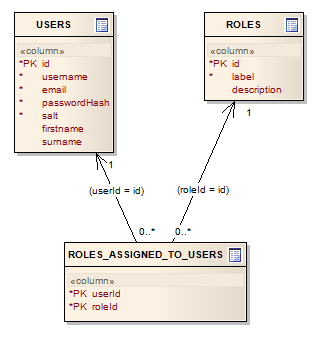 USERS
«column»
*PK id
* username
* email
* passwordHash
* salt
firstname
surname
ROLES
«column»
*PK id
* label
description
1
1
(userId = id)
(roleId = id)
0..*
0..*
ROLES_ASSIGNED_TO_USERS
«column»
*PK userId
*PK roleId